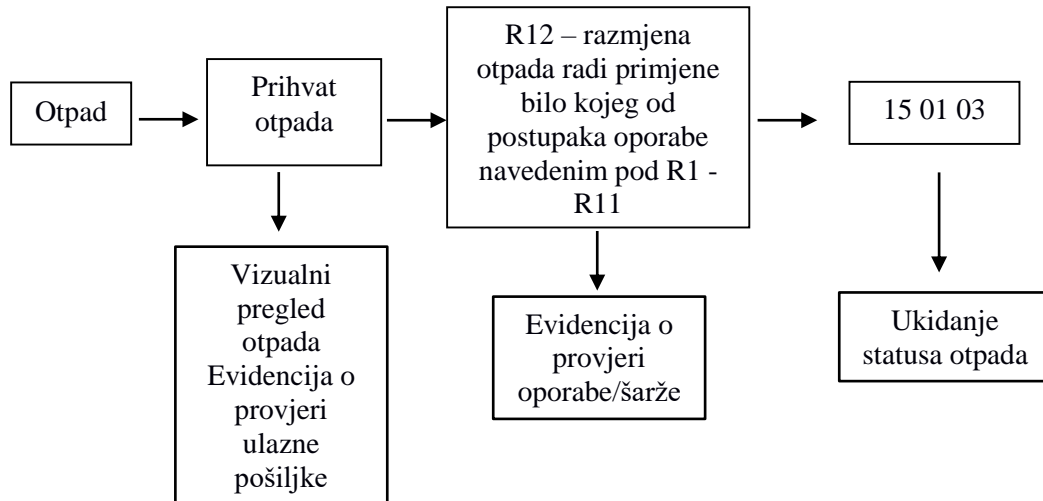 Otpad
Prihvat
otpada
R12 – razmjena
otpada radi primjene
bilo kojeg od
postupaka oporabe
navedenim pod R1 -
R11
15 01 03
Vizualni
pregled
otpada
Evidencija o
provjeri
ulazne
pošiljke
Evidencija o
provjeri
oporabe/šarže
Ukidanje
statusa otpada